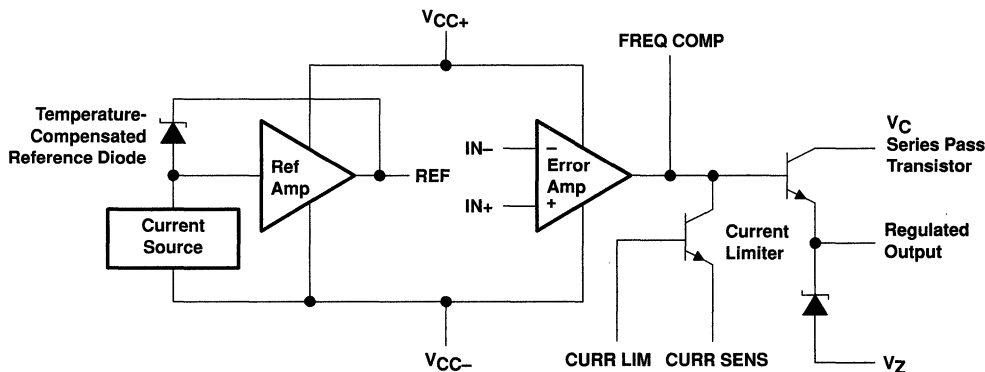 VCC+
FREQ COMP
Temperature-
Compensated
Reference Diode
Ref
Amp
REF
IN–
IN+
–
Error
Amp
+
VC
Series Pass
Transistor
Current
Source
Current
Limiter
Regulated
Output
VCC–
CURR LIM
CURR SENS
VZ